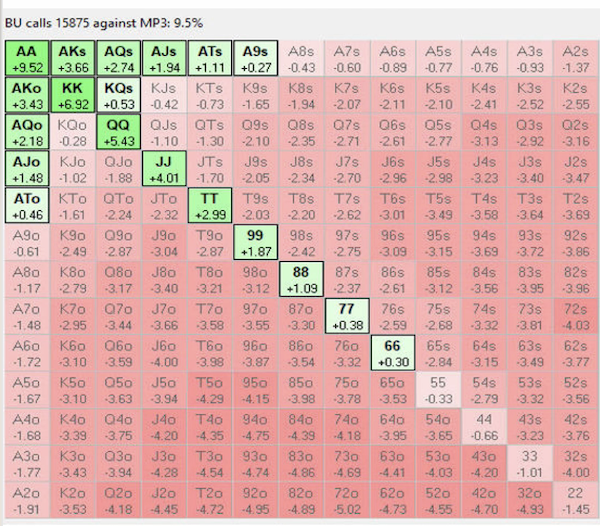 BU calls 15875 against MP3: 9.5%
AA AKs AQs AJs ATs A9s A8s A7s A6s A5s A4s A3s A2s
+9.52 +3.66 +2.74 +1.94 +1.11 +0.27 -0.43 -0.60 -0.89 -0.77 -0.76 -0.93 -1.37
AKo KK KQs KJs KTs K9s K8s K7s K6s K5s K4s K3s K2s
+3.43 +6.92 +0.53 -0.42 -0.73 -1.65 -1.94 -2.07 -2.11 -2.10 -2.41 -2.52 -2.55
AQo KQo QQ QJs QTs Q9s Q8s Q7s Q6s Q5s Q4s Q3s Q2s
+2.18 -0.28 +5.43 -1.10 -1.30 -2.10 -2.35 -2.71 -2.61 -2.77 -3.13 -2.92 -3.16
AJo KJo QJo JJ JTs J9s J8s J7s J6s J5s J4s J3s J2s
+1.48 -1.02 -1.88 +4.01 -1.70 -2.05 -2.34 -2.70 -2.96 -2.98 -3.23 -3.40 -3.47
ATo KTo QTo JTo TT T9s T8s T7s T6s T5s T4s T3s T2s
+0.46 -1.61 -2.24 -2.32 +2.99 -2.03 -2.20 -2.62 -3.01 -3.49 -3.58 -3.64 -3.69
A9o K9o Q9o J9o T9o 99 98s 97s 96s 95s 94s 93s 92s
-0.61 -2.49 -2.87 -3.04 -2.87 +1.87 -2.42 -2.75 -3.09 -3.15 -3.69 -3.72 -3.86
A8o K8o Q8o J8o T8o 98o 88 87s 86s 85s 84s 83s 82s
-1.17 -2.79 -3.17 -3.40 -3.21 -3.12 +1.09 -2.37 -2.61 -3.12 -3.56 -3.95 -3.96
A7o K7o Q7o J7o T7o 97o 87o 77 76s 75s 74s 73s 72s
-1.48 -2.95 -3.44 -3.66 -3.58 -3.55 -3.30 +0.38 -2.59 -2.68 -3.32 -3.81 -4.03
A6o K6o Q6o J6o T6o 96o 86o 76o 66 65s 64s 63s 62s
-1.72 -3.10 -3.59 -4.00 -3.98 -3.87 -3.54 -3.32 +0.30 -2.84 -3.15 -3.49 -3.77
A5o K5o Q5o J5o T5o 95o 85o 75o 65o 55 54s 53s 52s
-1.67 -3.10 -3.63 -3.94 -4.29 -4.15 -3.98 -3.78 -3.53 -0.33 -2.79 -3.32 -3.56
A4o K4o Q4o J4o T4o 94o 84o 74o 64o 54o 44 43s 42s
-1.68 -3.39 -3.75 -4.20 -4.35 -4.75 -4.39 -4.18 -3.95 -3.65 -0.66 -3.23 -3.76
A3o K3o Q3o J3o T3o 93o 83o 73o 63o 53o 43o 33 32s
-1.77 -3.43 -3.94 -4.28 -4.54 -4.74 -4.86 -4.69 -4.41 -4.03 -4.20 -1.01 -4.00
A2o K2o Q2o J2o T2o 92o 82o 72o 62o 52o 42o 32o 22
-1.91 -3.53 -4.18 -4.45 -4.72 -4.95 -4.89 -5.02 -4.73 -4.55 -4.70 -4.93 -1.45